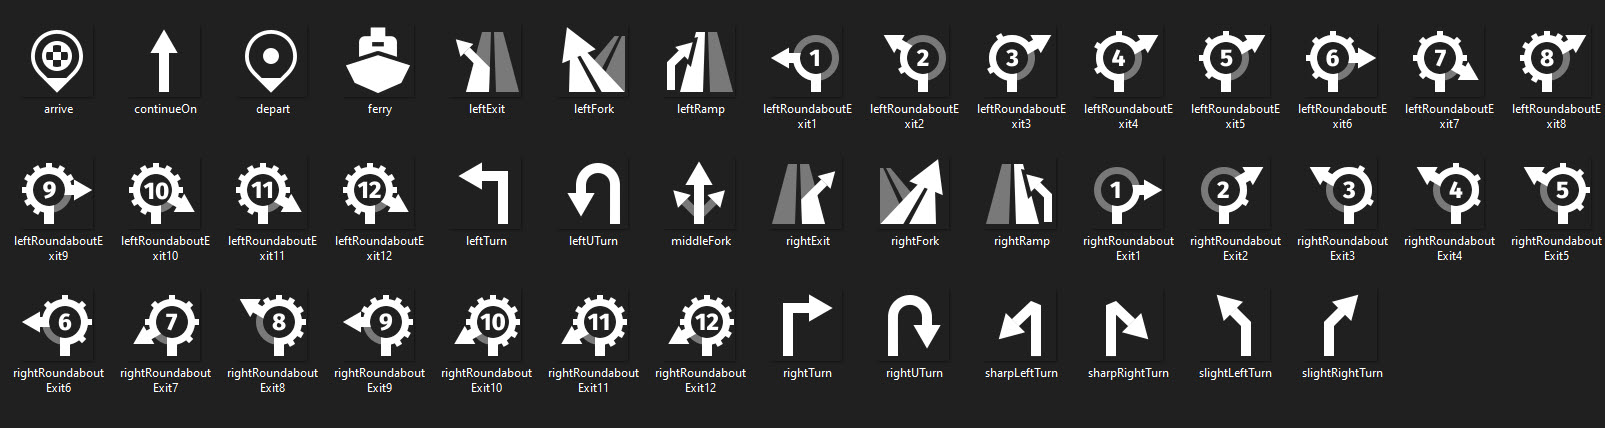 1 2 3 4 5 6 7 8
arrive continueOn depart ferry leftExit leftFork leftRamp leftRoundaboutE leftRoundaboutE leftRoundaboutE leftRoundaboutE leftRoundaboutE leftRoundaboutE leftRoundaboutE leftRoundaboutE
xit1 xit2 xit3 xit4 xit5 xit6 xit7 xit8
9 10 11 12 1 2 3 4 5
leftRoundaboutE leftRoundaboutE leftRoundaboutE leftRoundaboutE leftTurn leftUTurn middleFork rightExit rightFork rightRamp rightRoundabout rightRoundabout rightRoundabout rightRoundabout rightRoundabout
xit9 xit10 xit11 xit12 Exit1 Exit2 Exit3 Exit4 Exit5
6 7 8 9 10 11 12
rightRoundabout rightRoundabout rightRoundabout rightRoundabout rightRoundabout rightRoundabout rightRoundabout rightTurn rightUTurn sharpLeftTurn sharpRightTurn slightLeftTurn slightRightTurn
Exit6 Exit7 Exit8 Exit9 Exit10 Exit11 Exit12